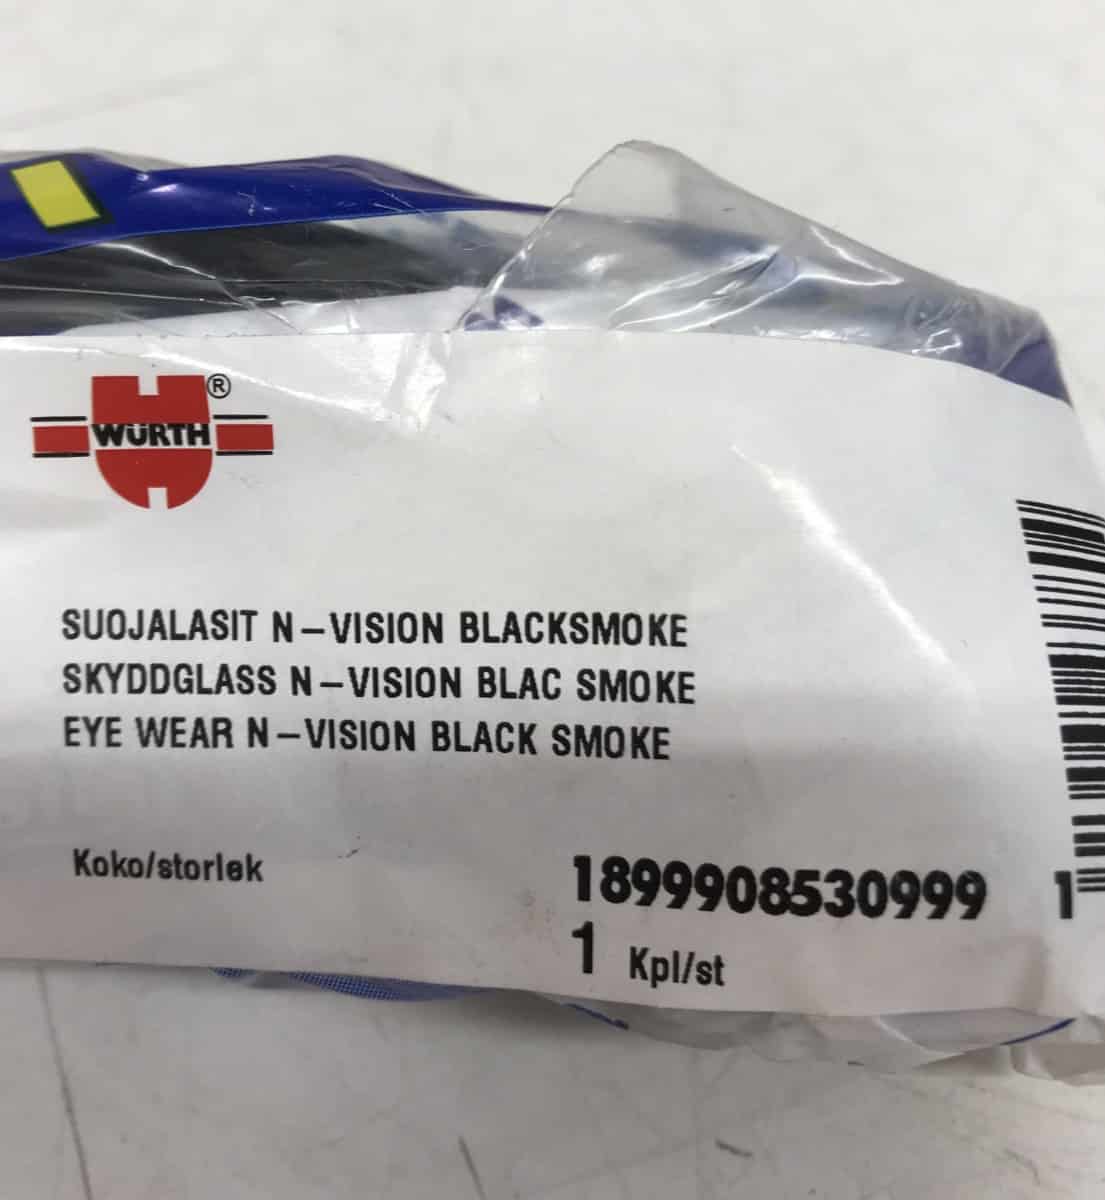 WÜRTH®
SUOJALASIT N-VISION BLACKSMOKE
SKYDDGLASS N-VISION BLAC SMOKE
EYE WEAR N-VISION BLACK SMOKE
Koko/storlek
1899908530999
1 Kpl/st
1